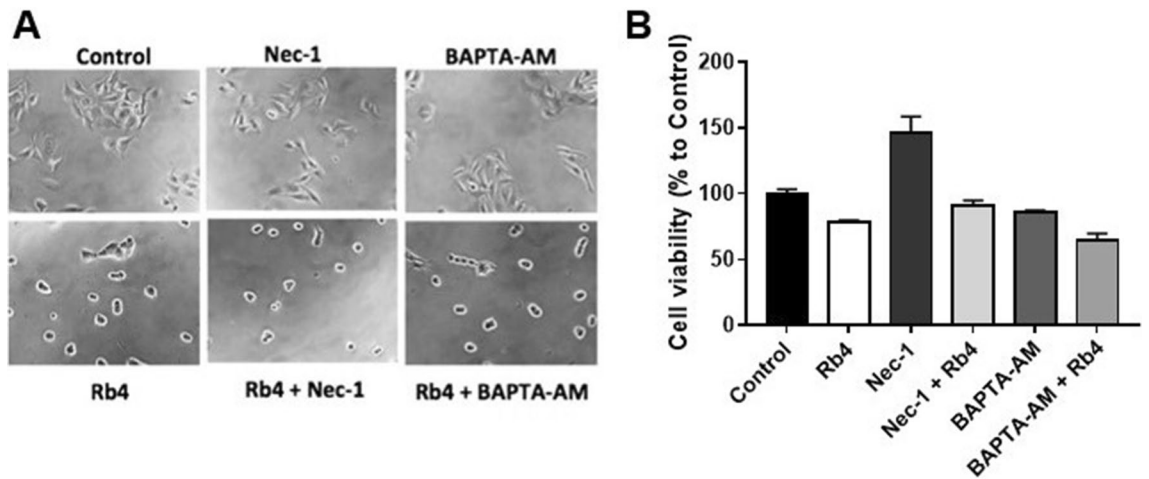 A
Control
Nec-1
BAPTA-AM
Rb4
Rb4 + Nec-1
Rb4 + BAPTA-AM
B
Cell viability (% to Control)
200
150
100
50
0
Control
Rb4
Nec-1
Nec-1 + Rb4
BAPTA-AM
BAPTA-AM + Rb4